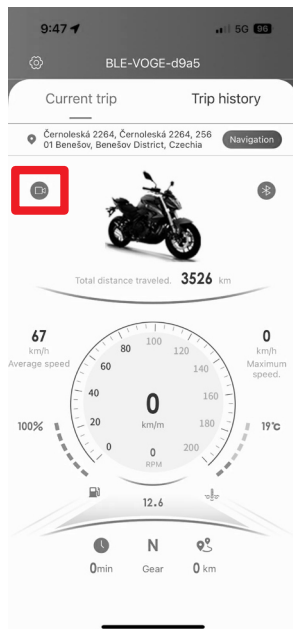 9:47 5G 96
BLE-VOGE-d9a5
Current trip Trip history
Černoleská 2264, Černoleská 2264, 256
01 Benešov, Benešov District, Czechia
Navigation
Total distance traveled. 3526 km
67
km/h
Average speed
0
km/h
Maximum
speed.
0
20
40
60
80
100
120
140
160
180
200
0
km/m
0
RPM
100%
19℃
12.6
0min
N
Gear
0 km